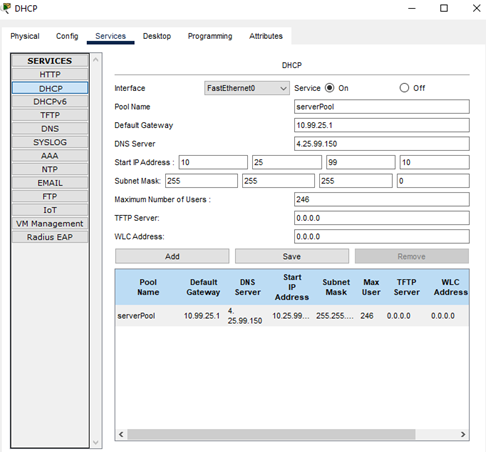 DHCP
Physical Config Services Desktop Programming Attributes
SERVICES
HTTP
DHCP
DHCPv6
TFTP
DNS
SYSLOG
AAA
NTP
EMAIL
FTP
IoT
VM Management
Radius EAP
DHCP
Interface FastEthernet0 Service On Off
Pool Name serverPool
Default Gateway 10.99.25.1
DNS Server 4.25.99.150
Start IP Address : 10 25 99 10
Subnet Mask: 255 255 255 0
Maximum Number of Users : 246
TFTP Server: 0.0.0.0
WLC Address: 0.0.0.0
Add Save Remove
Pool Name Default Gateway DNS Server Start IP Address Subnet Mask Max User TFTP Server WLC Address
serverPool 10.99.25.1 4.25.99.150 10.25.99... 255.255.... 246 0.0.0.0 0.0.0.0